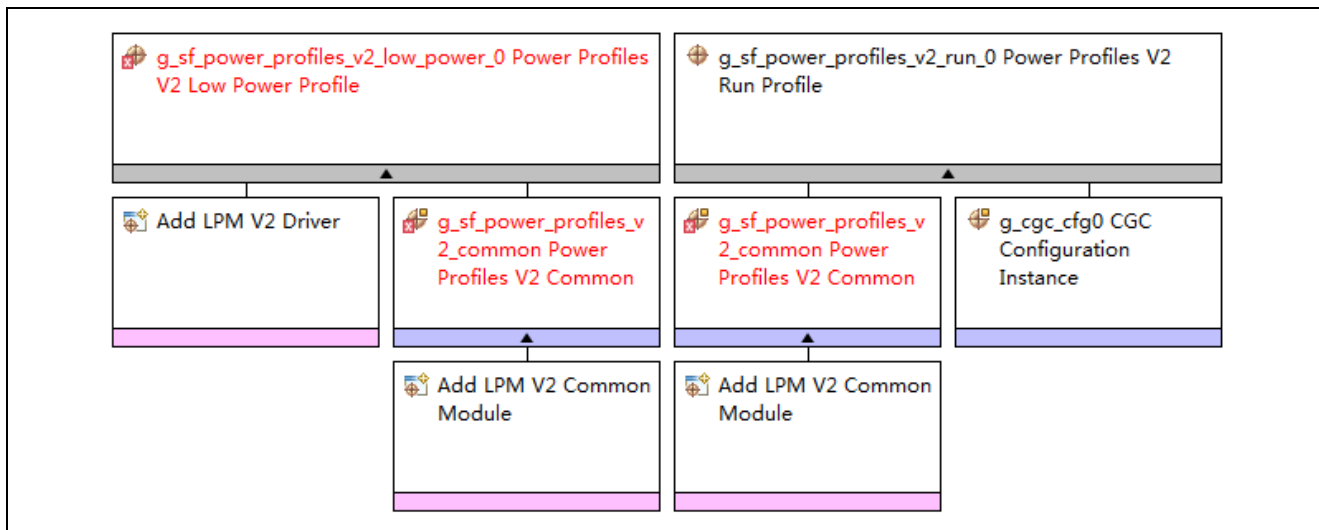 g_sf_power_profiles_v2_low_power_0 Power Profiles
V2 Low Power Profile
g_sf_power_profiles_v2_run_0 Power Profiles V2
Run Profile
Add LPM V2 Driver
g_sf_power_profiles_v
2_common Power
Profiles V2 Common
g_sf_power_profiles_v
2_common Power
Profiles V2 Common
g_cgc_cfg0 CGC
Configuration
Instance
Add LPM V2 Common
Module
Add LPM V2 Common
Module